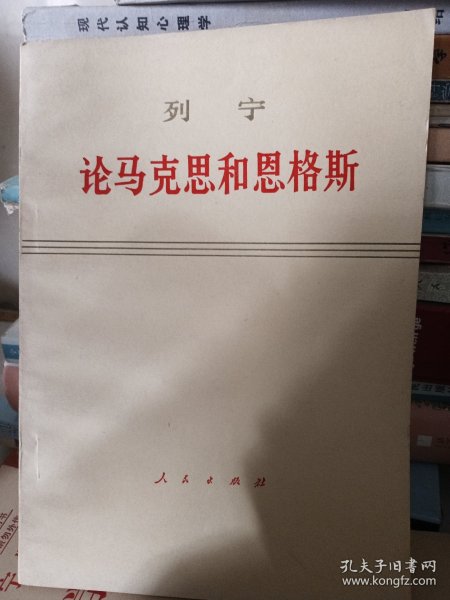 现代认知心理学
列宁
论马克思和恩格斯
人民出版社
孔夫子旧书网
www.kongfz.com